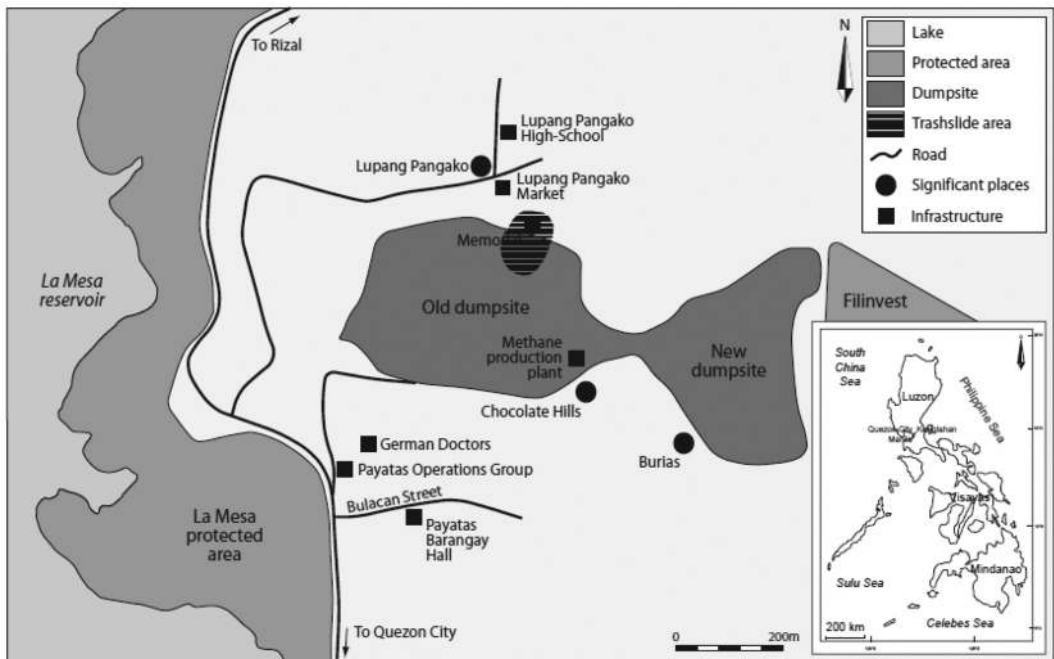 To Rizal
N
Lake
Protected area
Dumpsite
Trashslide area
Road
Significant places
Infrastructure
Lupang Pangako
High-School
Lupang Pangako
Lupang Pangako
Market
La Mesa
reservoir
Old dumpsite
Filinvest
Methane
production
plant
New
dumpsite
Chocolate Hills
German Doctors
Burias
Payatas Operations Group
Bulacan Street
La Mesa
protected
area
Payatas
Barangay
Hall
To Quezon City
0 200m
South
China
Sea
Luzon
Philippine Sea
Quezon City
Visayas
Mindanao
Sulu Sea
Celebes Sea
200 km